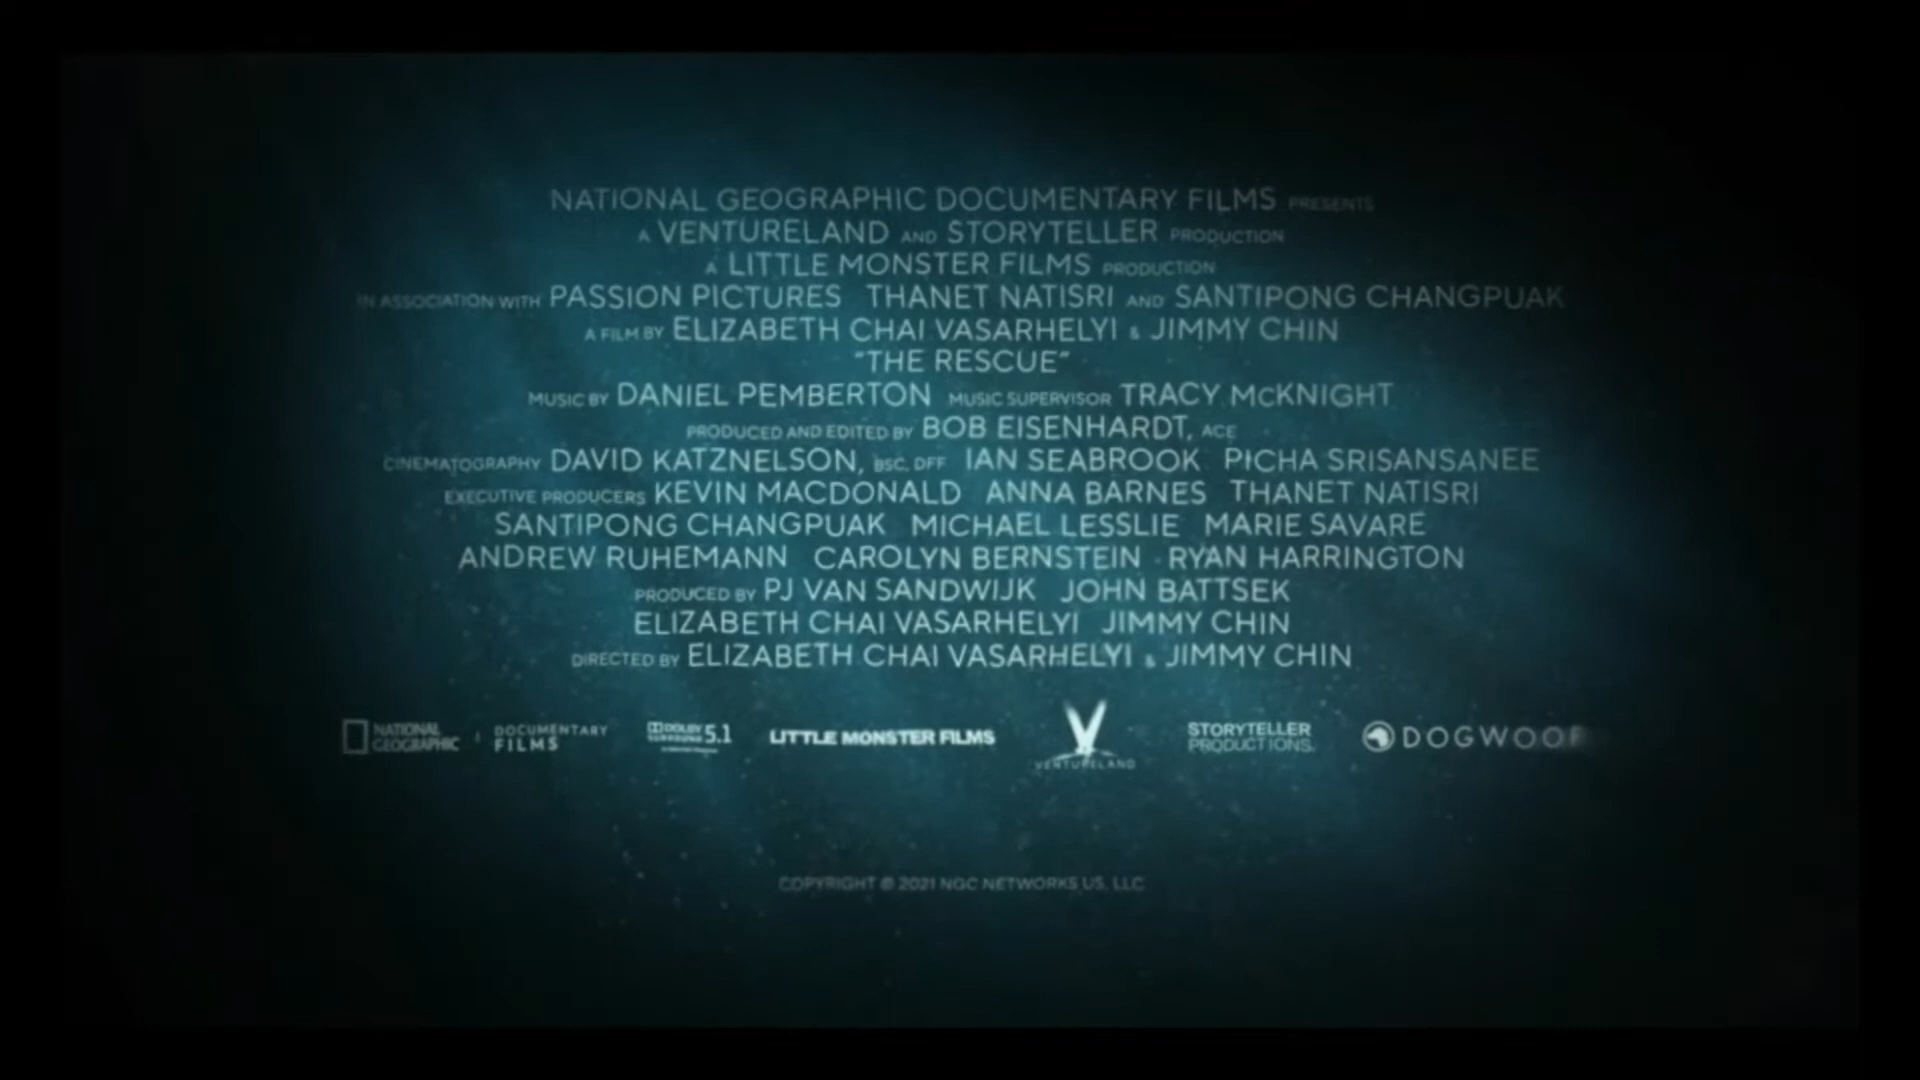 NATIONAL GEOGRAPHIC DOCUMENTARY FILMS PRESENTS
A VENTURELAND AND STORYTELLER PRODUCTION
A LITTLE MONSTER FILMS PRODUCTION
IN ASSOCIATION WITH PASSION PICTURES THANET NATISRI AND SANTIPONG CHANGPUAK
A FILM BY ELIZABETH CHAI VASARHELYI & JIMMY CHIN
"THE RESCUE"
MUSIC BY DANIEL PEMBERTON MUSIC SUPERVISOR TRACY McKNIGHT
PRODUCED AND EDITED BY BOB EISENHARDT, ACE
CINEMATOGRAPHY DAVID KATZNELSON, BSC, DFF IAN SEABROOK PICHA SRISANSANEE
EXECUTIVE PRODUCERS KEVIN MACDONALD ANNA BARNES THANET NATISRI
SANTIPONG CHANGPUAK MICHAEL LESSLIE MARIE SAVARE
ANDREW RUHEMANN CAROLYN BERNSTEIN RYAN HARRINGTON
PRODUCED BY PJ VAN SANDWIJK JOHN BATTSEK
ELIZABETH CHAI VASARHELYI JIMMY CHIN
DIRECTED BY ELIZABETH CHAI VASARHELYI & JIMMY CHIN
NATIONAL GEOGRAPHIC DOCUMENTARY FILMS DOLBY SURROUND 5.1 LITTLE MONSTER FILMS VENTURELAND STORYTELLER PRODUCTIONS. DOGWOOF
COPYRIGHT © 2021 NGC NETWORKS US, LLC